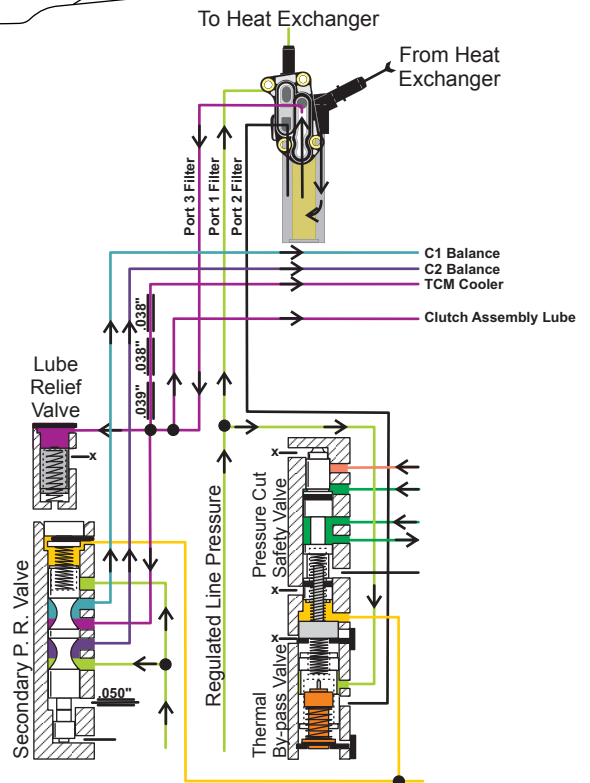 To Heat Exchanger
From Heat
Exchanger
Port 3 Filter
Port 1 Filter
Port 2 Filter
C1 Balance
C2 Balance
TCM Cooler
Clutch Assembly Lube
.038"
.038"
.039"
Lube
Relief
Valve
x
x
Pressure Cut
Safety Valve
x
Secondary P. R. Valve
Regulated Line Pressure
x
Thermal
By-pass Valve
.050"